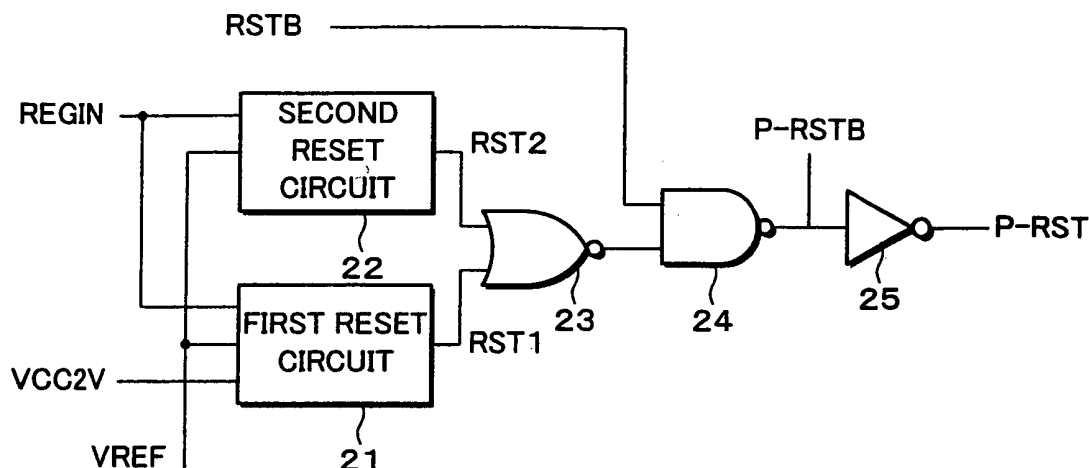 RSTB
REGIN
SECOND
RESET
CIRCUIT
RST2
P-RSTB
P-RST
22
23
24
25
FIRST RESET
CIRCUIT
RST1
VCC2V
VREF
21